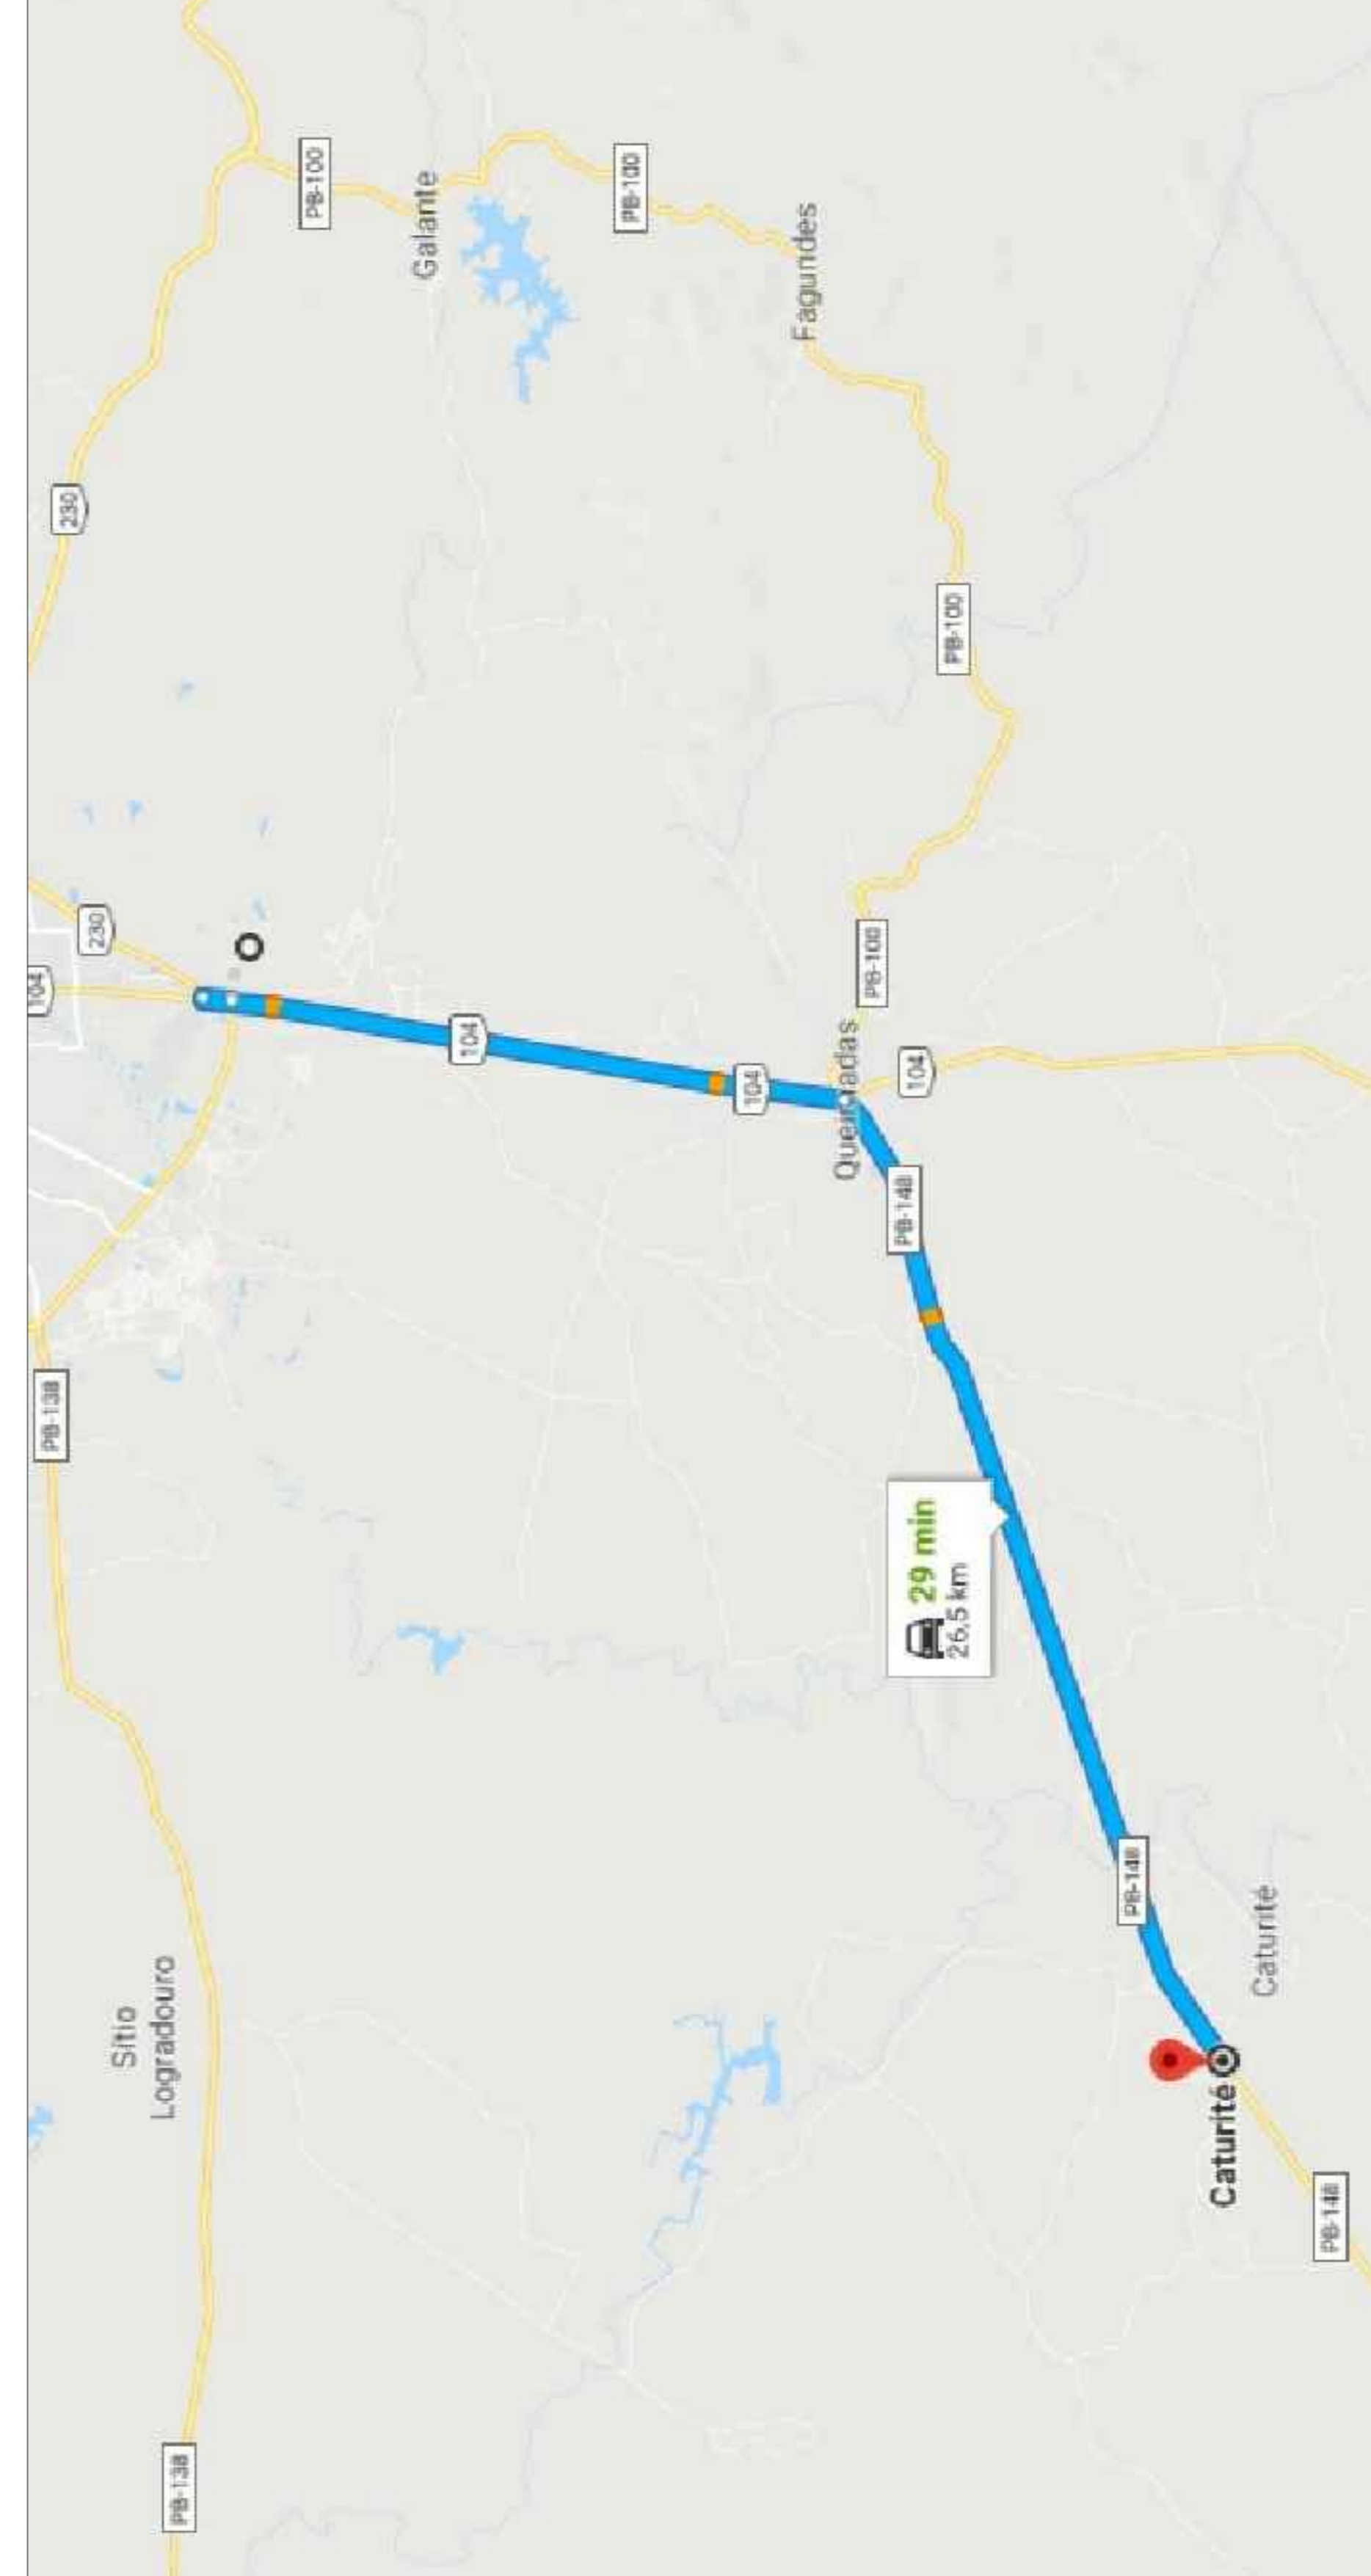 PB-138
Sítio
Logradouro
PB-138
230
104
230
PB-100
Galante
PB-100
Fagundes
PB-100
104
104
PB-100
Queimadas
104
PB-148
29 min
26,5 km
PB-148
Caturité
Caturité
PB-148